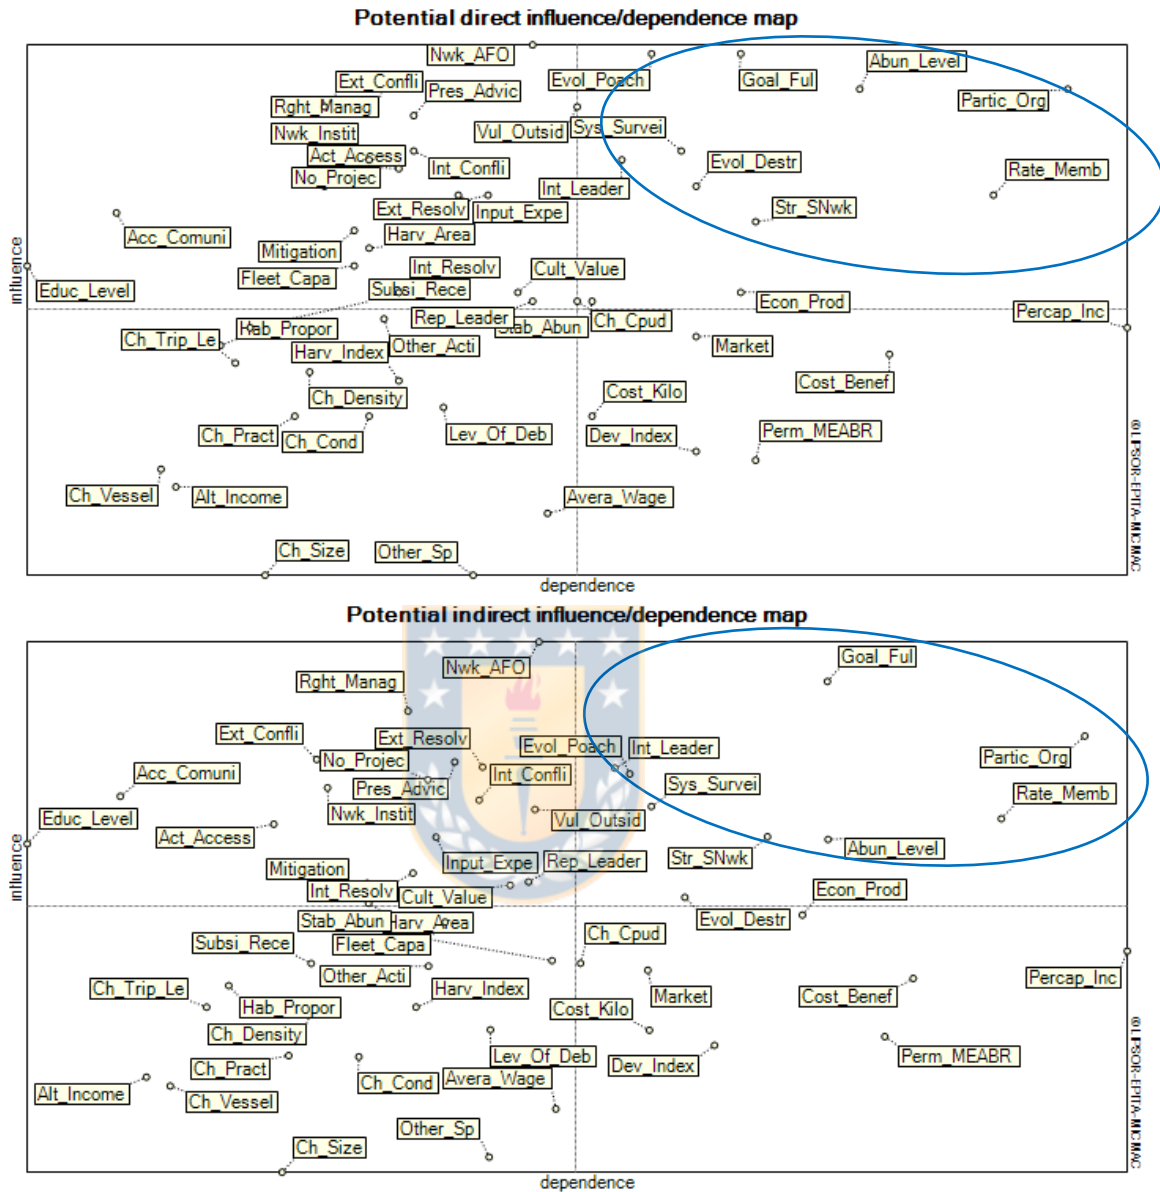 Potential direct influence/dependence map
Nwk_AFO
Evol_Poach
Goal_Ful
Abun_Level
Ext_Confli
Pres_Advic
Partic_Org
Rght_Manag
Nwk_Instit
Vul_Outsid
Sys_Survei
Act_Access
Int_Confli
Evol_Destr
Rate_Memb
No_Projec
Int_Leader
Ext_Resolv
Input_Expe
Str_SNwk
Acc_Comuni
Harv_Area
Mitigation
Int_Resolv
Cult_Value
Fleet_Capa
Educ_Level
Subsi_Rece
Econ_Prod
Percap_Inc
Rep_Leader
Stab_Abun
Ch_Cpud
Hab_Propor
Ch_Trip_Le
Harv_Index
Other_Acti
Market
Cost_Benef
Ch_Density
Cost_Kilo
Ch_Pract
Ch_Cond
Lev_Of_Deb
Dev_Index
Perm_MEABR
Ch_Vessel
Alt_Income
Avera_Wage
Ch_Size
Other_Sp
influence
dependence
© LIPSOR-EPITA-MICMAC
Potential indirect influence/dependence map
Nwk_AFO
Goal_Ful
Rght_Manag
Ext_Confli
Ext_Resolv
Evol_Poach
Int_Leader
Partic_Org
No_Projec
Acc_Comuni
Int_Confli
Sys_Survei
Pres_Advic
Rate_Memb
Nwk_Instit
Educ_Level
Vul_Outsid
Act_Access
Abun_Level
Str_SNwk
Input_Expe
Rep_Leader
Mitigation
Int_Resolv
Cult_Value
Econ_Prod
Stab_Abun
Harv_Area
Evol_Destr
Subsi_Rece
Fleet_Capa
Ch_Cpud
Other_Acti
Percap_Inc
Ch_Trip_Le
Harv_Index
Market
Cost_Benef
Hab_Propor
Cost_Kilo
Ch_Density
Lev_Of_Deb
Perm_MEABR
Ch_Pract
Dev_Index
Ch_Cond
Avera_Wage
Alt_Income
Ch_Vessel
Other_Sp
Ch_Size
influence
dependence
© LIPSOR-EPITA-MICMAC